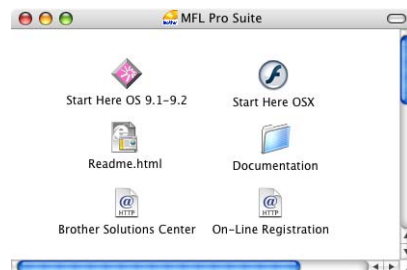 MFL Pro Suite
Start Here OS 9.1-9.2
Start Here OSX
Readme.html
Documentation
@
HTTP
@
HTTP
Brother Solutions Center
On-Line Registration